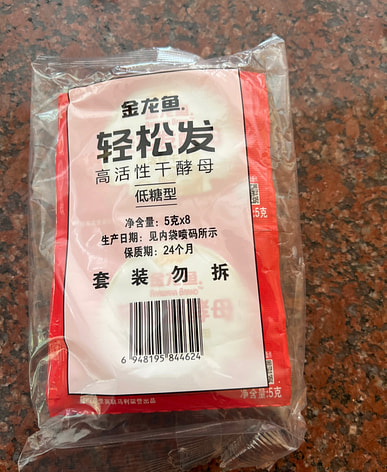 金龙鱼
轻松发
高活性干酵母
低糖型
净含量：5克x8
生产日期：见内袋喷码所示
保质期：24个月
套装勿拆
6 948195 844624
5克
净含量:5克